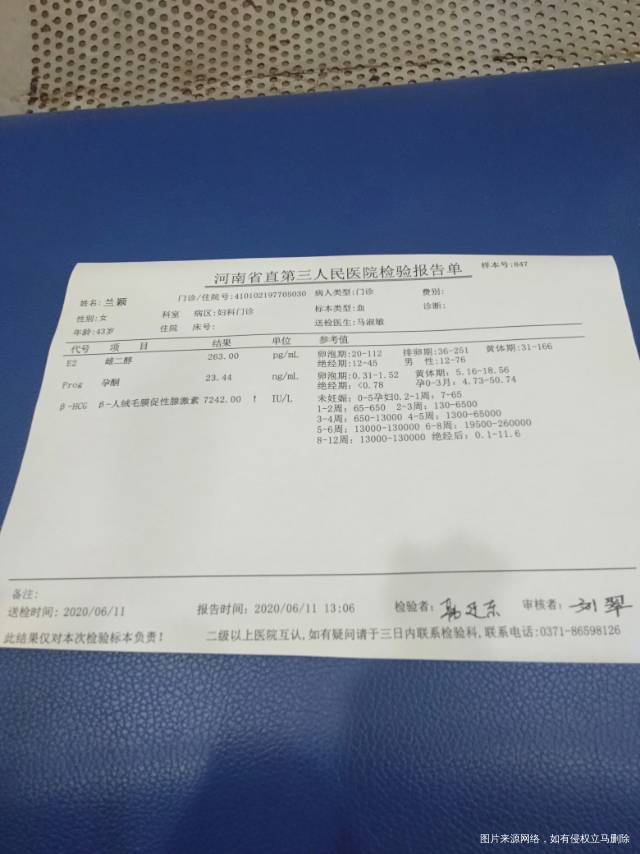 河南省直第三人民医院检验报告单 样本号:847
姓名:兰颖 门诊/住院号:410102197765030 病人类型:门诊 费别:
性别:女 科室 病区:妇科门诊 标本类型:血 诊断:
年龄:43岁 住院 床号: 送检医生:马淑敏
代号 项 目 结果 单位 参考值
E2 雌二醇 263.00 pg/mL 卵泡期:20-112 排卵期:36-251 黄体期:31-166
绝经期:12-45 男 性:12-76
Prog 孕酮 23.44 ng/mL 卵泡期:0.31-1.52 黄体期:5.16-18.56
绝经期:<0.78 孕0-3月:4.73-50.74
β-HCG β-人绒毛膜促性腺激素 7242.00 ↑ IU/L 未妊娠:0-5孕妇0.2-1周:7-65
1-2周:65-650 2-3周:130-6500
3-4周:650-13000 4-5周:1300-65000
5-6周:13000-130000 6-8周:19500-260000
8-12周:13000-130000 绝经后:0.1-11.6
备注:
送检时间:2020/06/11 报告时间:2020/06/11 13:06 检验者: 审核者:刘翠
此结果仅对本次检验标本负责! 二级以上医院互认,如有疑问请于三日内联系检验科,联系电话:0371-86598126
图片来源网络，如有侵权立马删除